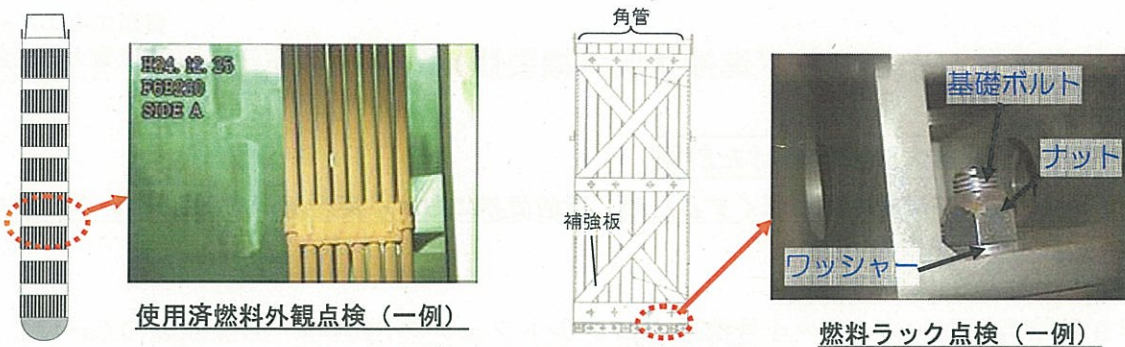 角管
H24.12.25
F6B230
SIDE A
基礎ボルト
ナット
補強板
ワッシャー
使用済燃料外観点検（一例）
燃料ラック点検（一例）